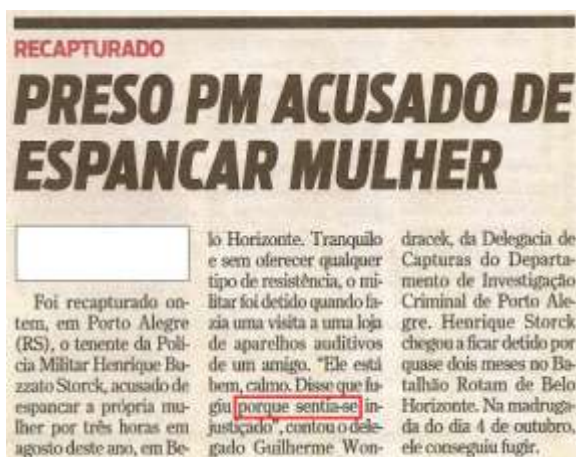 RECAPTURADO
PRESO PM ACUSADO DE
ESPANCAR MULHER
Foi recapturado on-
tem, em Porto Alegre
(RS), o tenente da Polí-
cia Militar Henrique Bu-
zzato Storck, acusado de
espancar a própria mu-
lher por três horas em
agosto deste ano, em Be-
lo Horizonte. Tranquilo
e sem oferecer qualquer
tipo de resistência, o mi-
litar foi detido quando fa-
zia uma visita a uma loja
de aparelhos auditivos
de um amigo. "Ele está
bem, calmo. Disse que fu-
giu porque sentia-se in-
justiçado", contou o dele-
gado Guilherme Won-
dracek, da Delegacia de
Capturas do Departa-
mento de Investigação
Criminal de Porto Ale-
gre. Henrique Storck
chegou a ficar detido por
quase dois meses no Ba-
talhão Rotam de Belo
Horizonte. Na madruga-
da do dia 4 de outubro,
ele conseguiu fugir.